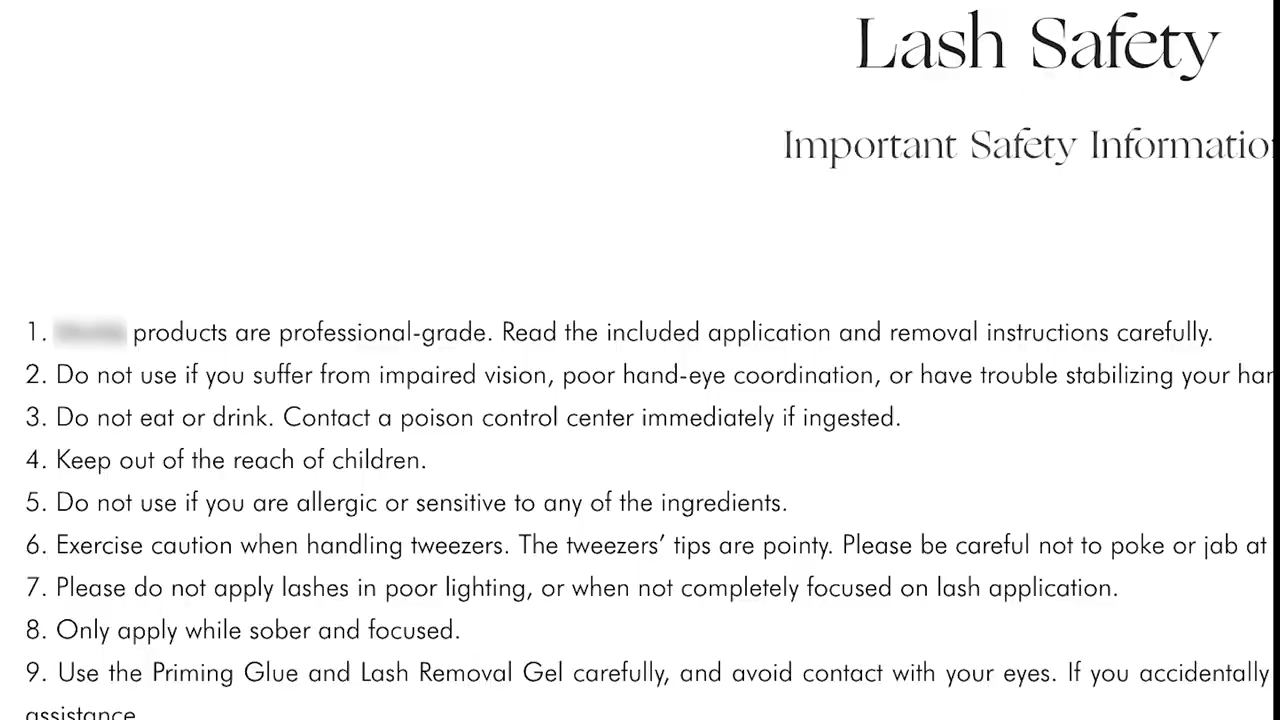 Lash Safety
Important Safety Informatio
1. products are professional-grade. Read the included application and removal instructions carefully.
2. Do not use if you suffer from impaired vision, poor hand-eye coordination, or have trouble stabilizing your har
3. Do not eat or drink. Contact a poison control center immediately if ingested.
4. Keep out of the reach of children.
5. Do not use if you are allergic or sensitive to any of the ingredients.
6. Exercise caution when handling tweezers. The tweezers’ tips are pointy. Please be careful not to poke or jab at
7. Please do not apply lashes in poor lighting, or when not completely focused on lash application.
8. Only apply while sober and focused.
9. Use the Priming Glue and Lash Removal Gel carefully, and avoid contact with your eyes. If you accidentally
assistance